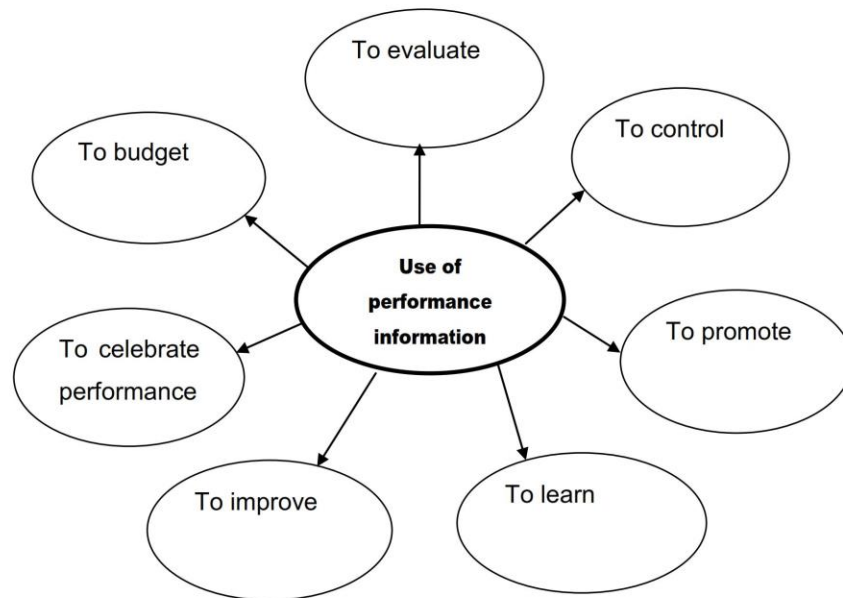 To evaluate
To control
To budget
Use of
performance
information
To promote
To celebrate
performance
To improve
To learn